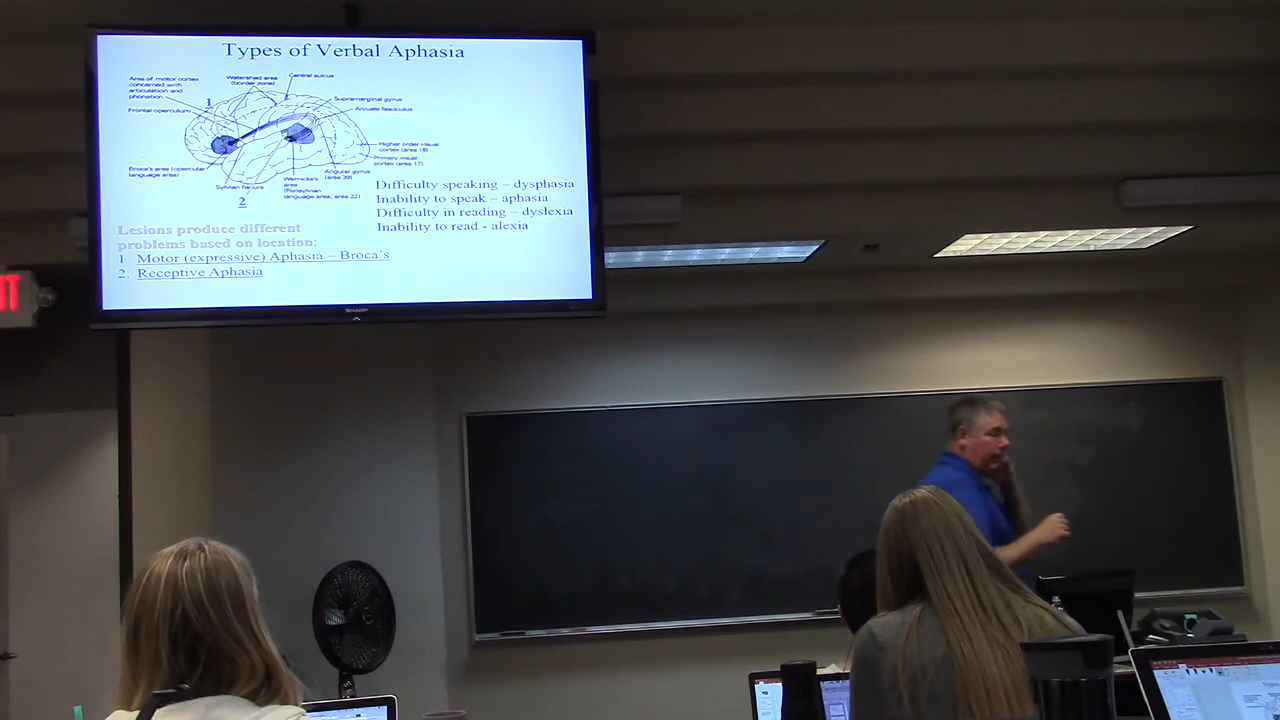 Types of Verbal Aphasia
Area of motor cortex
concerned with
articulation and
phonation
Watershed area
(border zone)
Central sulcus
1
Supramarginal gyrus
Arcuate fasciculus
Frontal operculum
Higher order visual
cortex (area 18)
Primary visual
cortex (area 17)
Broca's area (opercular
language area)
Angular gyrus
(area 39)
Sylvian fissure
Wernicke's
area
(Perisylvian
language area, area 22)
2
Difficulty speaking – dysphasia
Inability to speak – aphasia
Difficulty in reading – dyslexia
Inability to read - alexia
Lesions produce different
problems based on location:
1. Motor (expressive) Aphasia – Broca's
2. Receptive Aphasia
SHARP